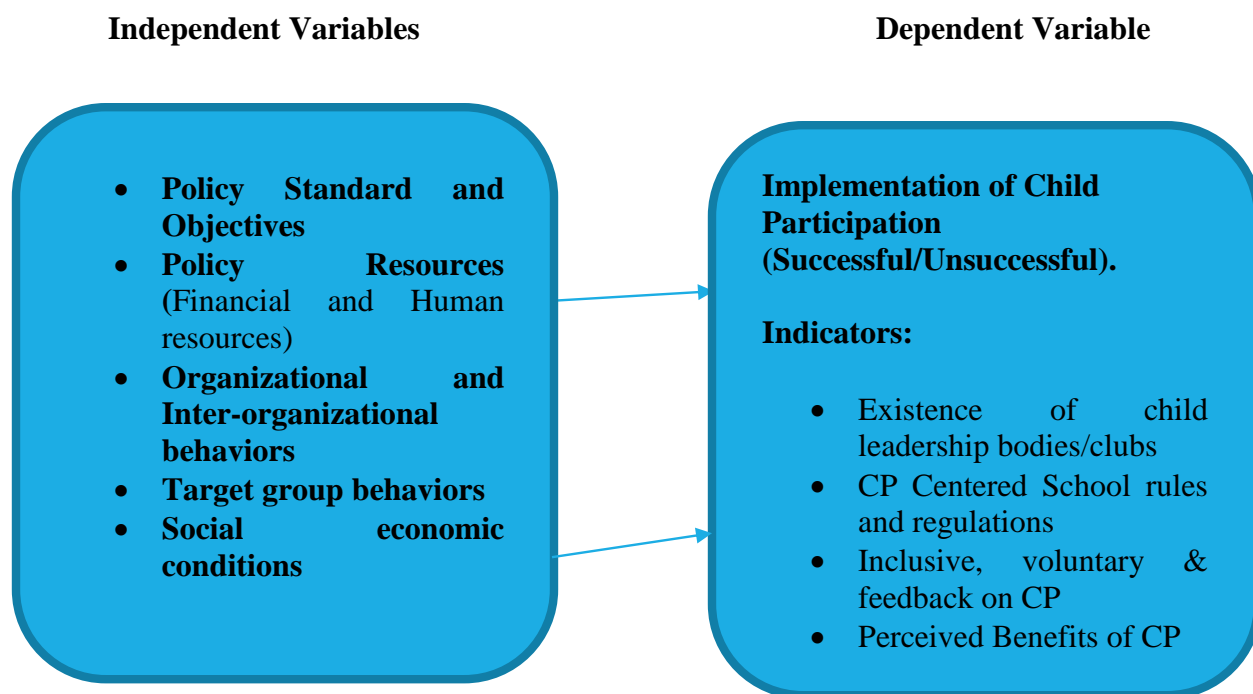 Independent Variables
Dependent Variable
• Policy Standard and
Objectives
• Policy Resources
(Financial and Human
resources)
• Organizational and
Inter-organizational
behaviors
• Target group behaviors
• Social economic
conditions
Implementation of Child
Participation
(Successful/Unsuccessful).
Indicators:
• Existence of child
leadership bodies/clubs
• CP Centered School rules
and regulations
• Inclusive, voluntary &
feedback on CP
• Perceived Benefits of CP